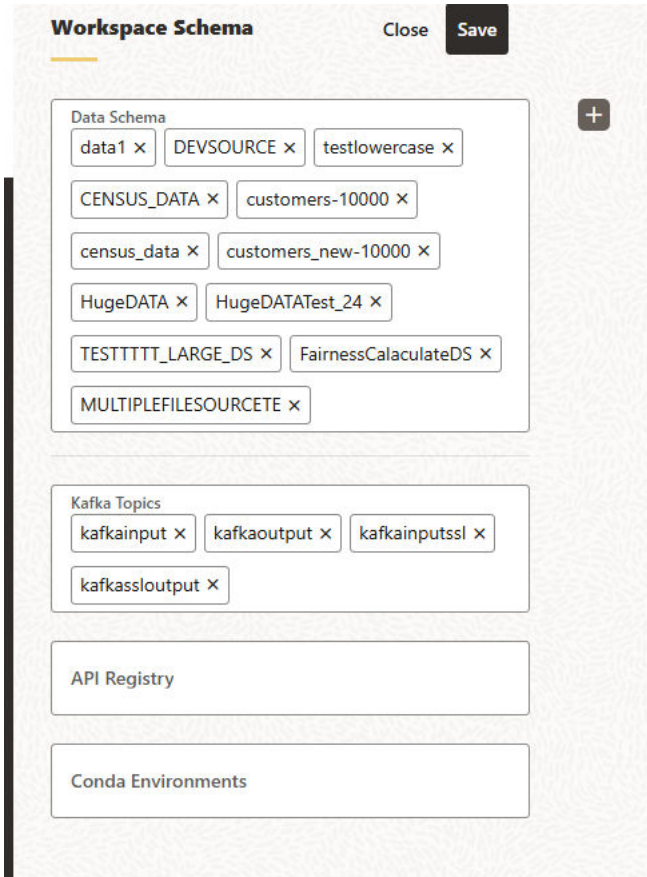 Workspace Schema Close Save
Data Schema
data1 × DEVSOURCE × testlowercase ×
CENSUS_DATA × customers-10000 ×
census_data × customers_new-10000 ×
HugeDATA × HugeDATATest_24 ×
TESTTTTT_LARGE_DS × FairnessCalaculateDS ×
MULTIPLEFILESOURCETE ×
Kafka Topics
kafkainput × kafkaoutput × kafkainputssl ×
kafkassloutput ×
API Registry
Conda Environments